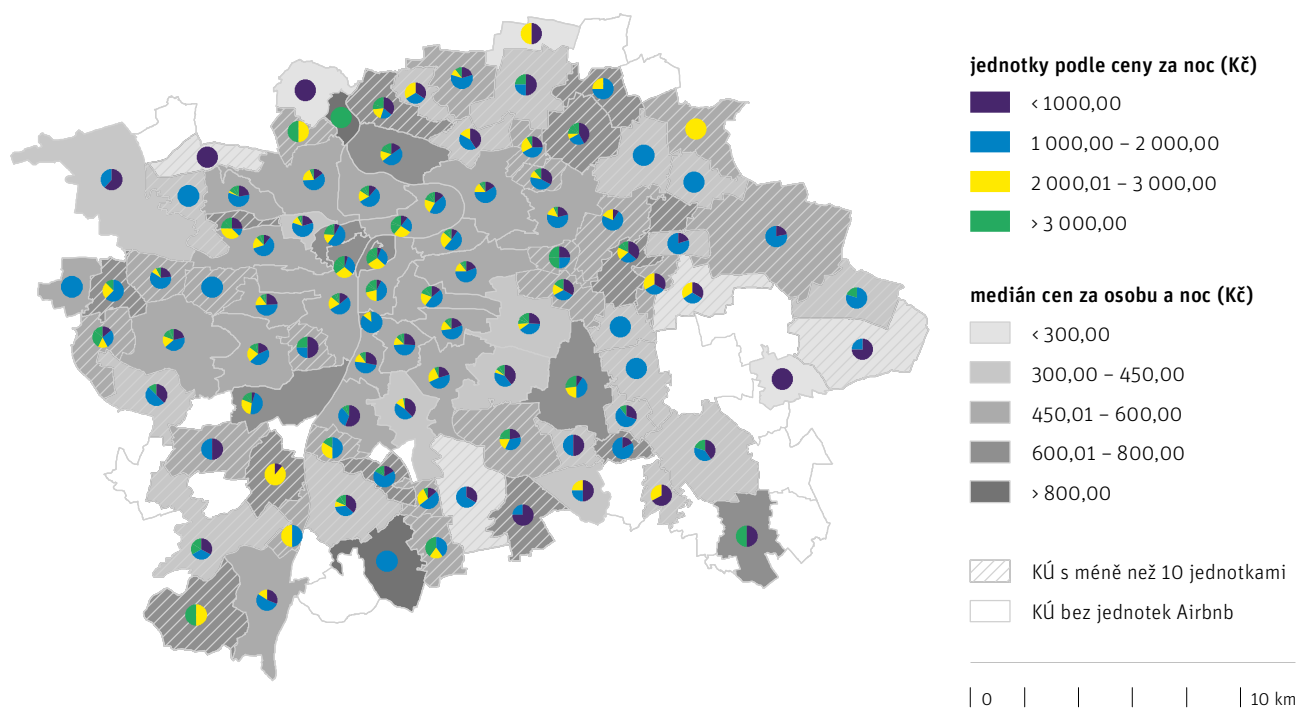 jednotky podle ceny za noc (Kč)
< 1000,00
1 000,00 – 2 000,00
2 000,01 – 3 000,00
> 3 000,00
medián cen za osobu a noc (Kč)
< 300,00
300,00 – 450,00
450,01 – 600,00
600,01 – 800,00
> 800,00
KÚ s méně než 10 jednotkami
KÚ bez jednotek Airbnb
0 10 km